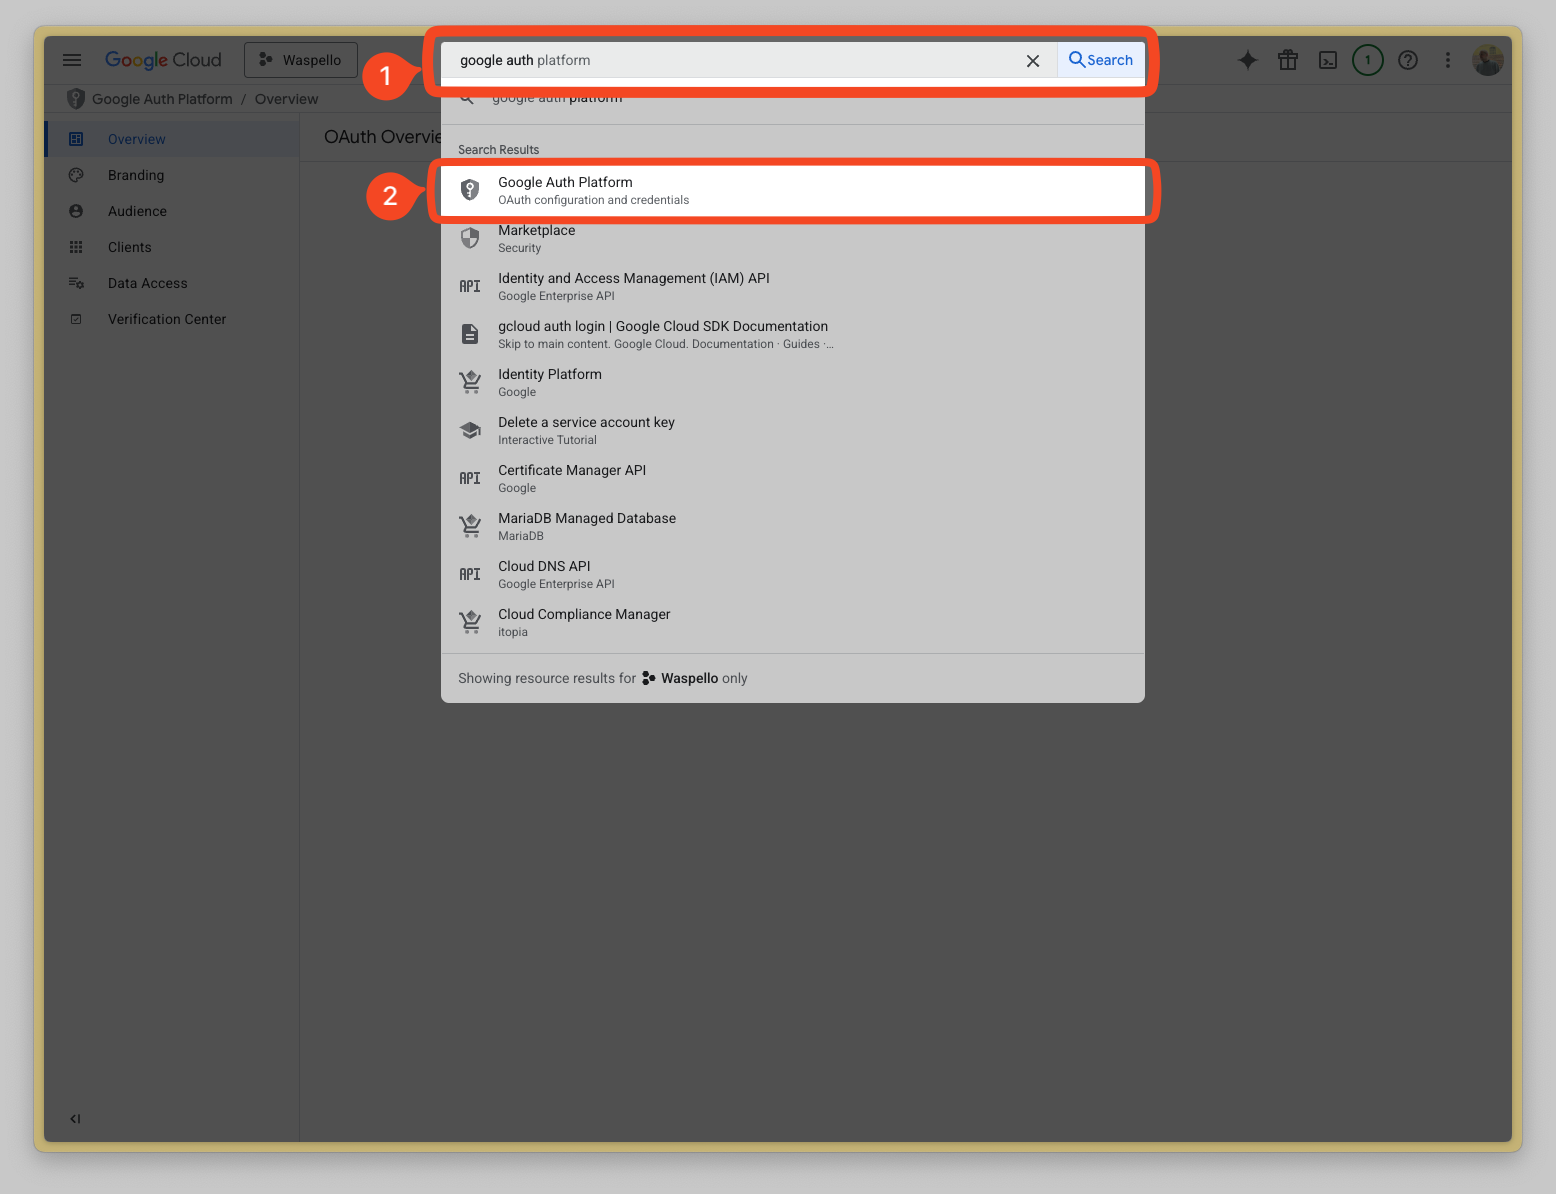 Google Cloud
Waspello
1
google auth platform
Search
1
Google Auth Platform / Overview
google auth platform
Overview
Branding
Audience
Clients
Data Access
Verification Center
OAuth Overvie
Search Results
2
Google Auth Platform
OAuth configuration and credentials
Marketplace
Security
API
Identity and Access Management (IAM) API
Google Enterprise API
gcloud auth login | Google Cloud SDK Documentation
Skip to main content. Google Cloud. Documentation · Guides ·...
Identity Platform
Google
Delete a service account key
Interactive Tutorial
API
Certificate Manager API
Google
MariaDB Managed Database
MariaDB
API
Cloud DNS API
Google Enterprise API
Cloud Compliance Manager
itopia
Showing resource results for Waspello only